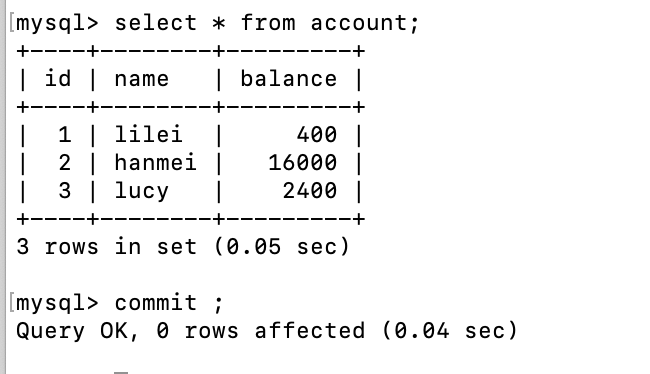 [mysql> select * from account;
+----+--------+---------+
| id | name   | balance |
+----+--------+---------+
|  1 | lilei  |     400 |
|  2 | hanmei |   16000 |
|  3 | lucy   |    2400 |
+----+--------+---------+
3 rows in set (0.05 sec)
[mysql> commit ;
Query OK, 0 rows affected (0.04 sec)